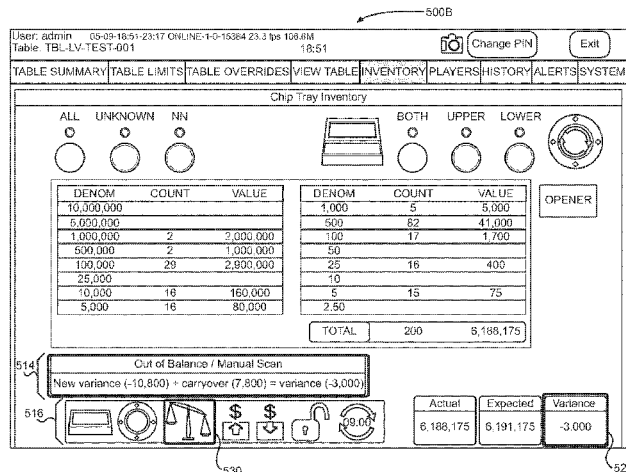 500B
User: admin 05-09-18:51-23:17 ONLINE-1-0-15384 23.3 fps 106.6M
Table: TBL-LV-TEST-001 18:51 Change PIN Exit
TABLE SUMMARY TABLE LIMITS TABLE OVERRIDES VIEW TABLE INVENTORY PLAYERS HISTORY ALERTS SYSTEM
Chip Tray Inventory
ALL UNKNOWN NN BOTH UPPER LOWER
DENOM COUNT VALUE DENOM COUNT VALUE
10,000,000 1,000 5 5,000
5,000,000 500 82 41,000
1,000,000 2 2,000,000 100 17 1,700
500,000 2 1,000,000 50
100,000 29 2,900,000 25 16 400
25,000 10
10,000 16 160,000 5 15 75
5,000 16 80,000 2.50
OPENER
TOTAL 200 6,188,175
514
Out of Balance / Manual Scan
New variance (-10,800) + carryover (7,800) = variance (-3,000)
516
$ $
09:00
Actual Expected Variance
6,188,175 6,191,175 -3,000
530